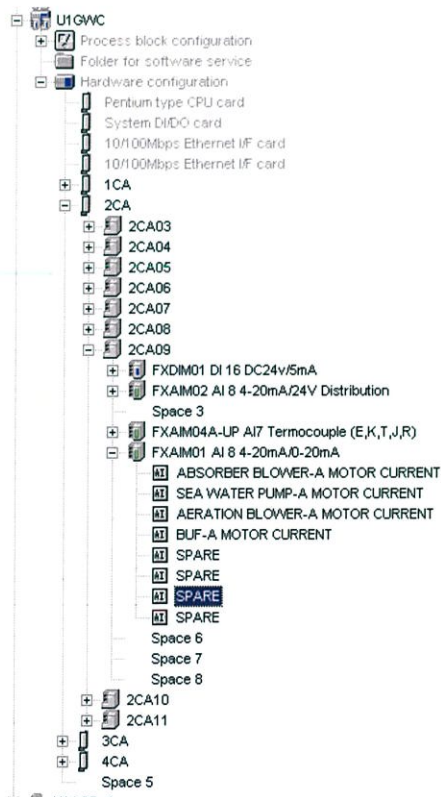 U1GWC
Process block configuration
Folder for software service
Hardware configuration
Pentium type CPU card
System DI/DO card
10/100Mbps Ethernet I/F card
10/100Mbps Ethernet I/F card
1CA
2CA
2CA03
2CA04
2CA05
2CA06
2CA07
2CA08
2CA09
FXDIM01 DI 16 DC24v/5mA
FXAIM02 AI 8 4-20mA/24V Distribution
Space 3
FXAIM04A-UP AI7 Termocouple (E,K,T,J,R)
FXAIM01 AI 8 4-20mA/0-20mA
AI ABSORBER BLOWER-A MOTOR CURRENT
AI SEA WATER PUMP-A MOTOR CURRENT
AI AERATION BLOWER-A MOTOR CURRENT
AI BUF-A MOTOR CURRENT
AI SPARE
AI SPARE
AI SPARE
AI SPARE
Space 6
Space 7
Space 8
2CA10
2CA11
3CA
4CA
Space 5